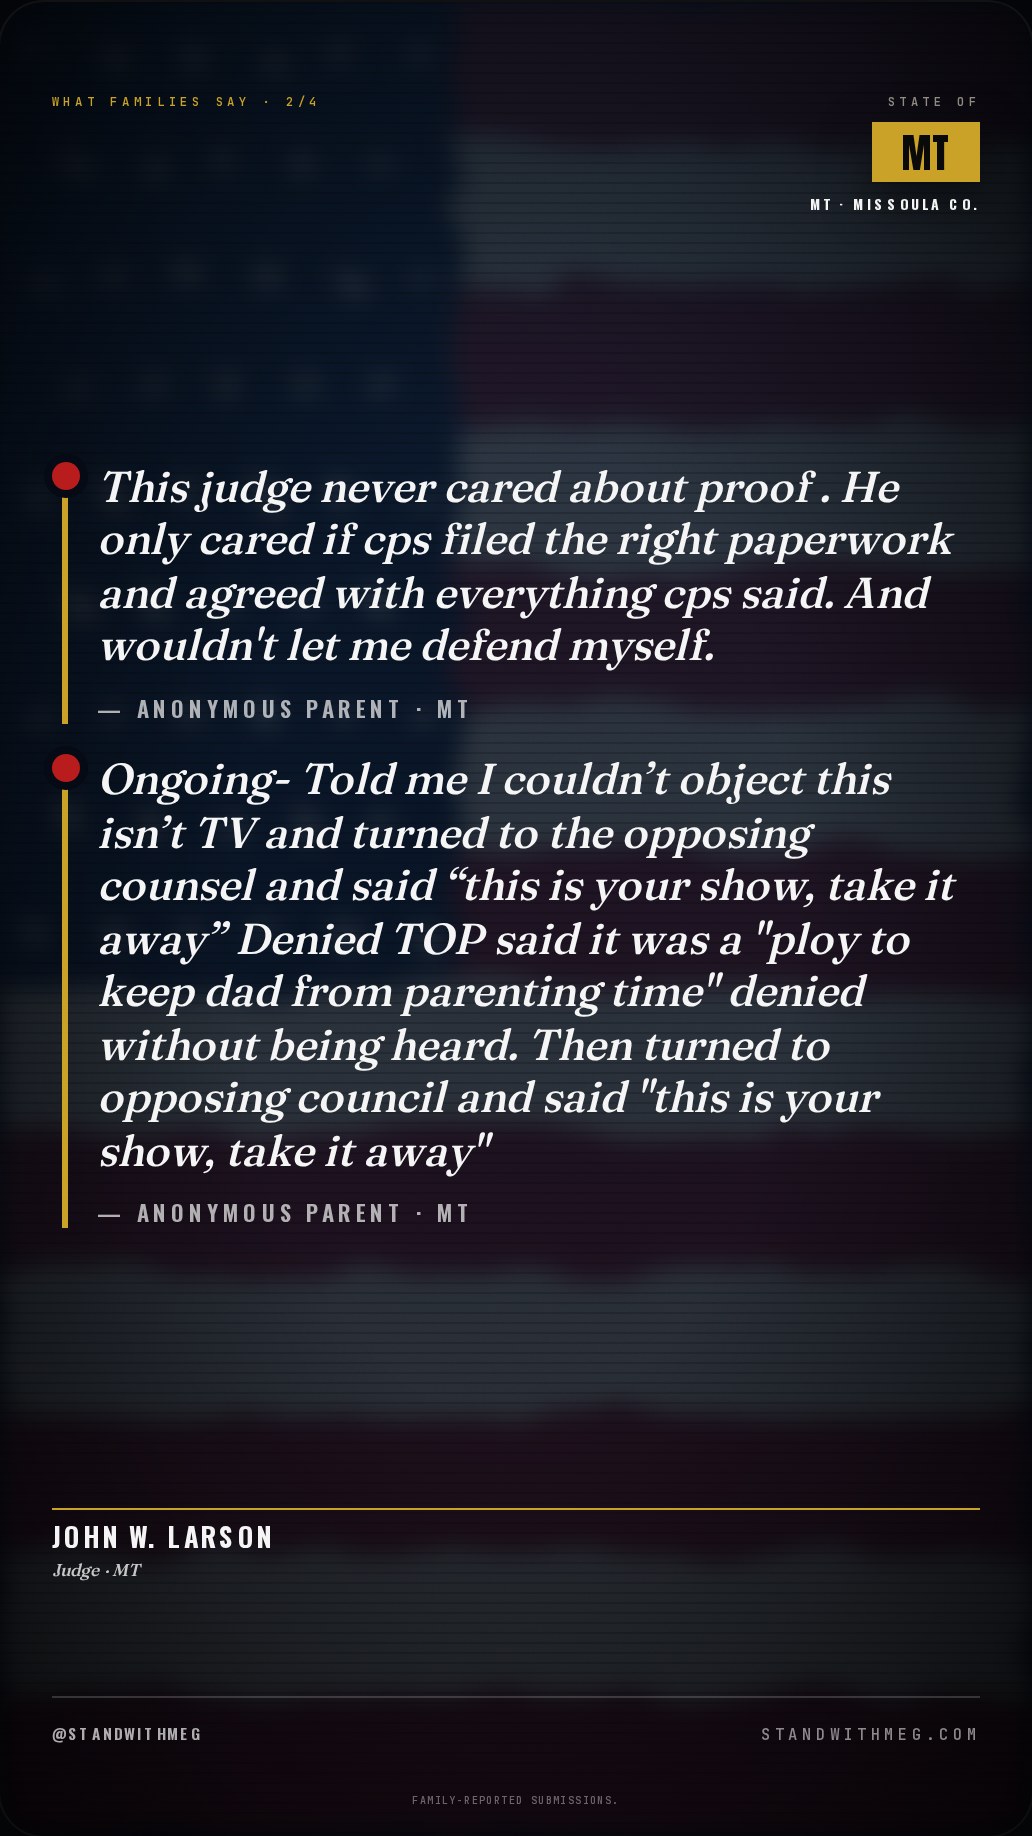 WHAT FAMILIES SAY · 2/4
STATE OF
MT
MT · MISSOULA CO.
This judge never cared about proof . He
only cared if cps filed the right paperwork
and agreed with everything cps said. And
wouldn't let me defend myself.
— ANONYMOUS PARENT · MT
Ongoing- Told me I couldn’t object this
isn’t TV and turned to the opposing
counsel and said “this is your show, take it
away” Denied TOP said it was a "ploy to
keep dad from parenting time" denied
without being heard. Then turned to
opposing council and said "this is your
show, take it away"
— ANONYMOUS PARENT · MT
JOHN W. LARSON
Judge · MT
@STANDWITHMEG
STANDWITHMEG.COM
FAMILY-REPORTED SUBMISSIONS.